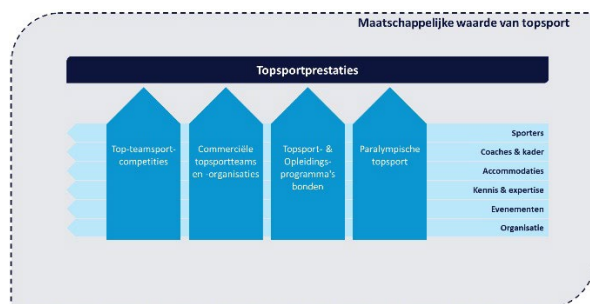 Maatschappelijke waarde van topsport
Topsportprestaties
Top-teamsport-
competities
Commerciële
topsportteams
en -organisaties
Topsport- &
Opleidings-
programma's
bonden
Paralympische
topsport
Sporters
Coaches & kader
Accommodaties
Kennis & expertise
Evenementen
Organisatie